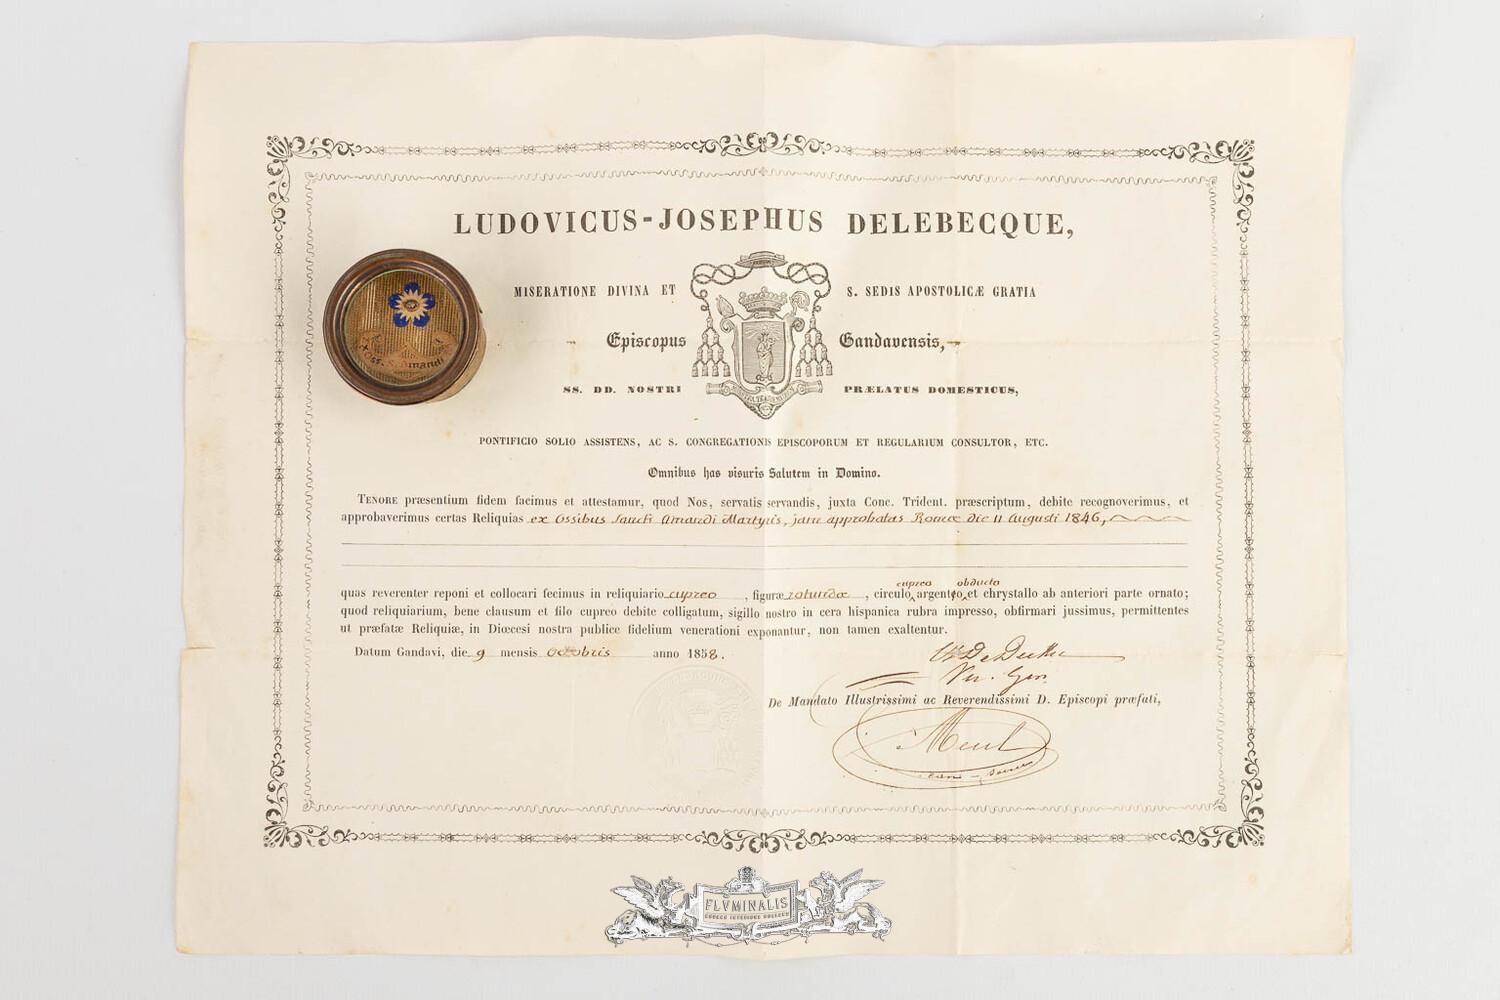 LUDOVICUS-JOSEPHUS DELEBECQUE,
MISERATIONE DIVINA ET S. SEDIS APOSTOLICÆ GRATIA
Episcopus Gandavensis,
SS. DD. NOSTRI PRÆLATUS DOMESTICUS,
PONTIFICIO SOLIO ASSISTENS, AC S. CONGREGATIONIS EPISCOPORUM ET REGULARIUM CONSULTOR, ETC.
Omnibus has visuris Salutem in Domino.
TENORE præsentium fidem facimus et attestamur, quod Nos, servatis servandis, juxta Conc. Trident. præscriptum, debite recognoverimus, et
approbaverimus certas Reliquias ex Ossibus Sancti Amandi Martyris, jam approbatas Romæ die 11 Augusti 1846,
cupreo obducto
quas reverenter reponi et collocari fecimus in reliquiario cupreo, figuræ rotundæ, circulo argenteo et chrystallo ab anteriori parte ornato;
quod reliquiarium, bene clausum et filo cupreo debite colligatum, sigillo nostro in cera hispanica rubra impresso, obfirmari jussimus, permittentes
ut præfatæ Reliquiæ, in Diœcesi nostra publice fidelium venerationi exponantur, non tamen exaltentur.
Datum Gandavi, die 9 mensis octobris anno 1858.
Vic. Gen.
De Mandato Illustrissimi ac Reverendissimi D. Episcopi præfati,
Ex Oss. S. Amandi M.
FLVMINALIS